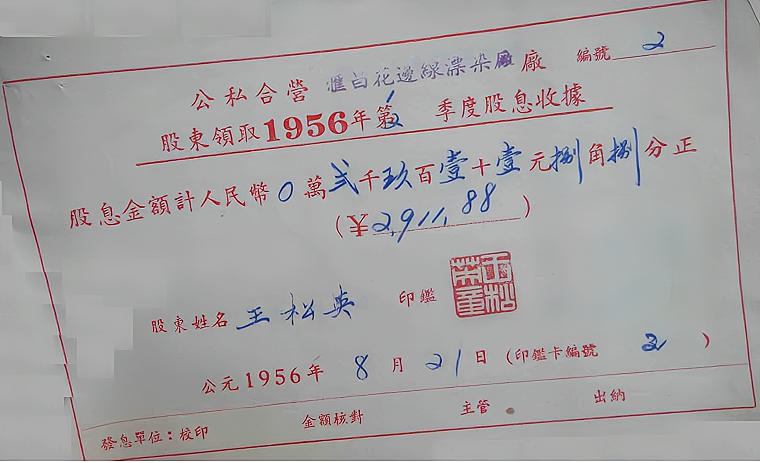 公私合營 滙白花邊線漂染廠 廠 編號 2
股東領取1956年第 季度股息收據
股息金額計人民幣0萬弍千玖百壹十壹元捌角捌分正
(¥2,911.88)
股東姓名 王松英 印鑑
公元1956年 8月 21日 (印鑑卡編號 2 )
發息單位:校印 金額核對 主管 出納